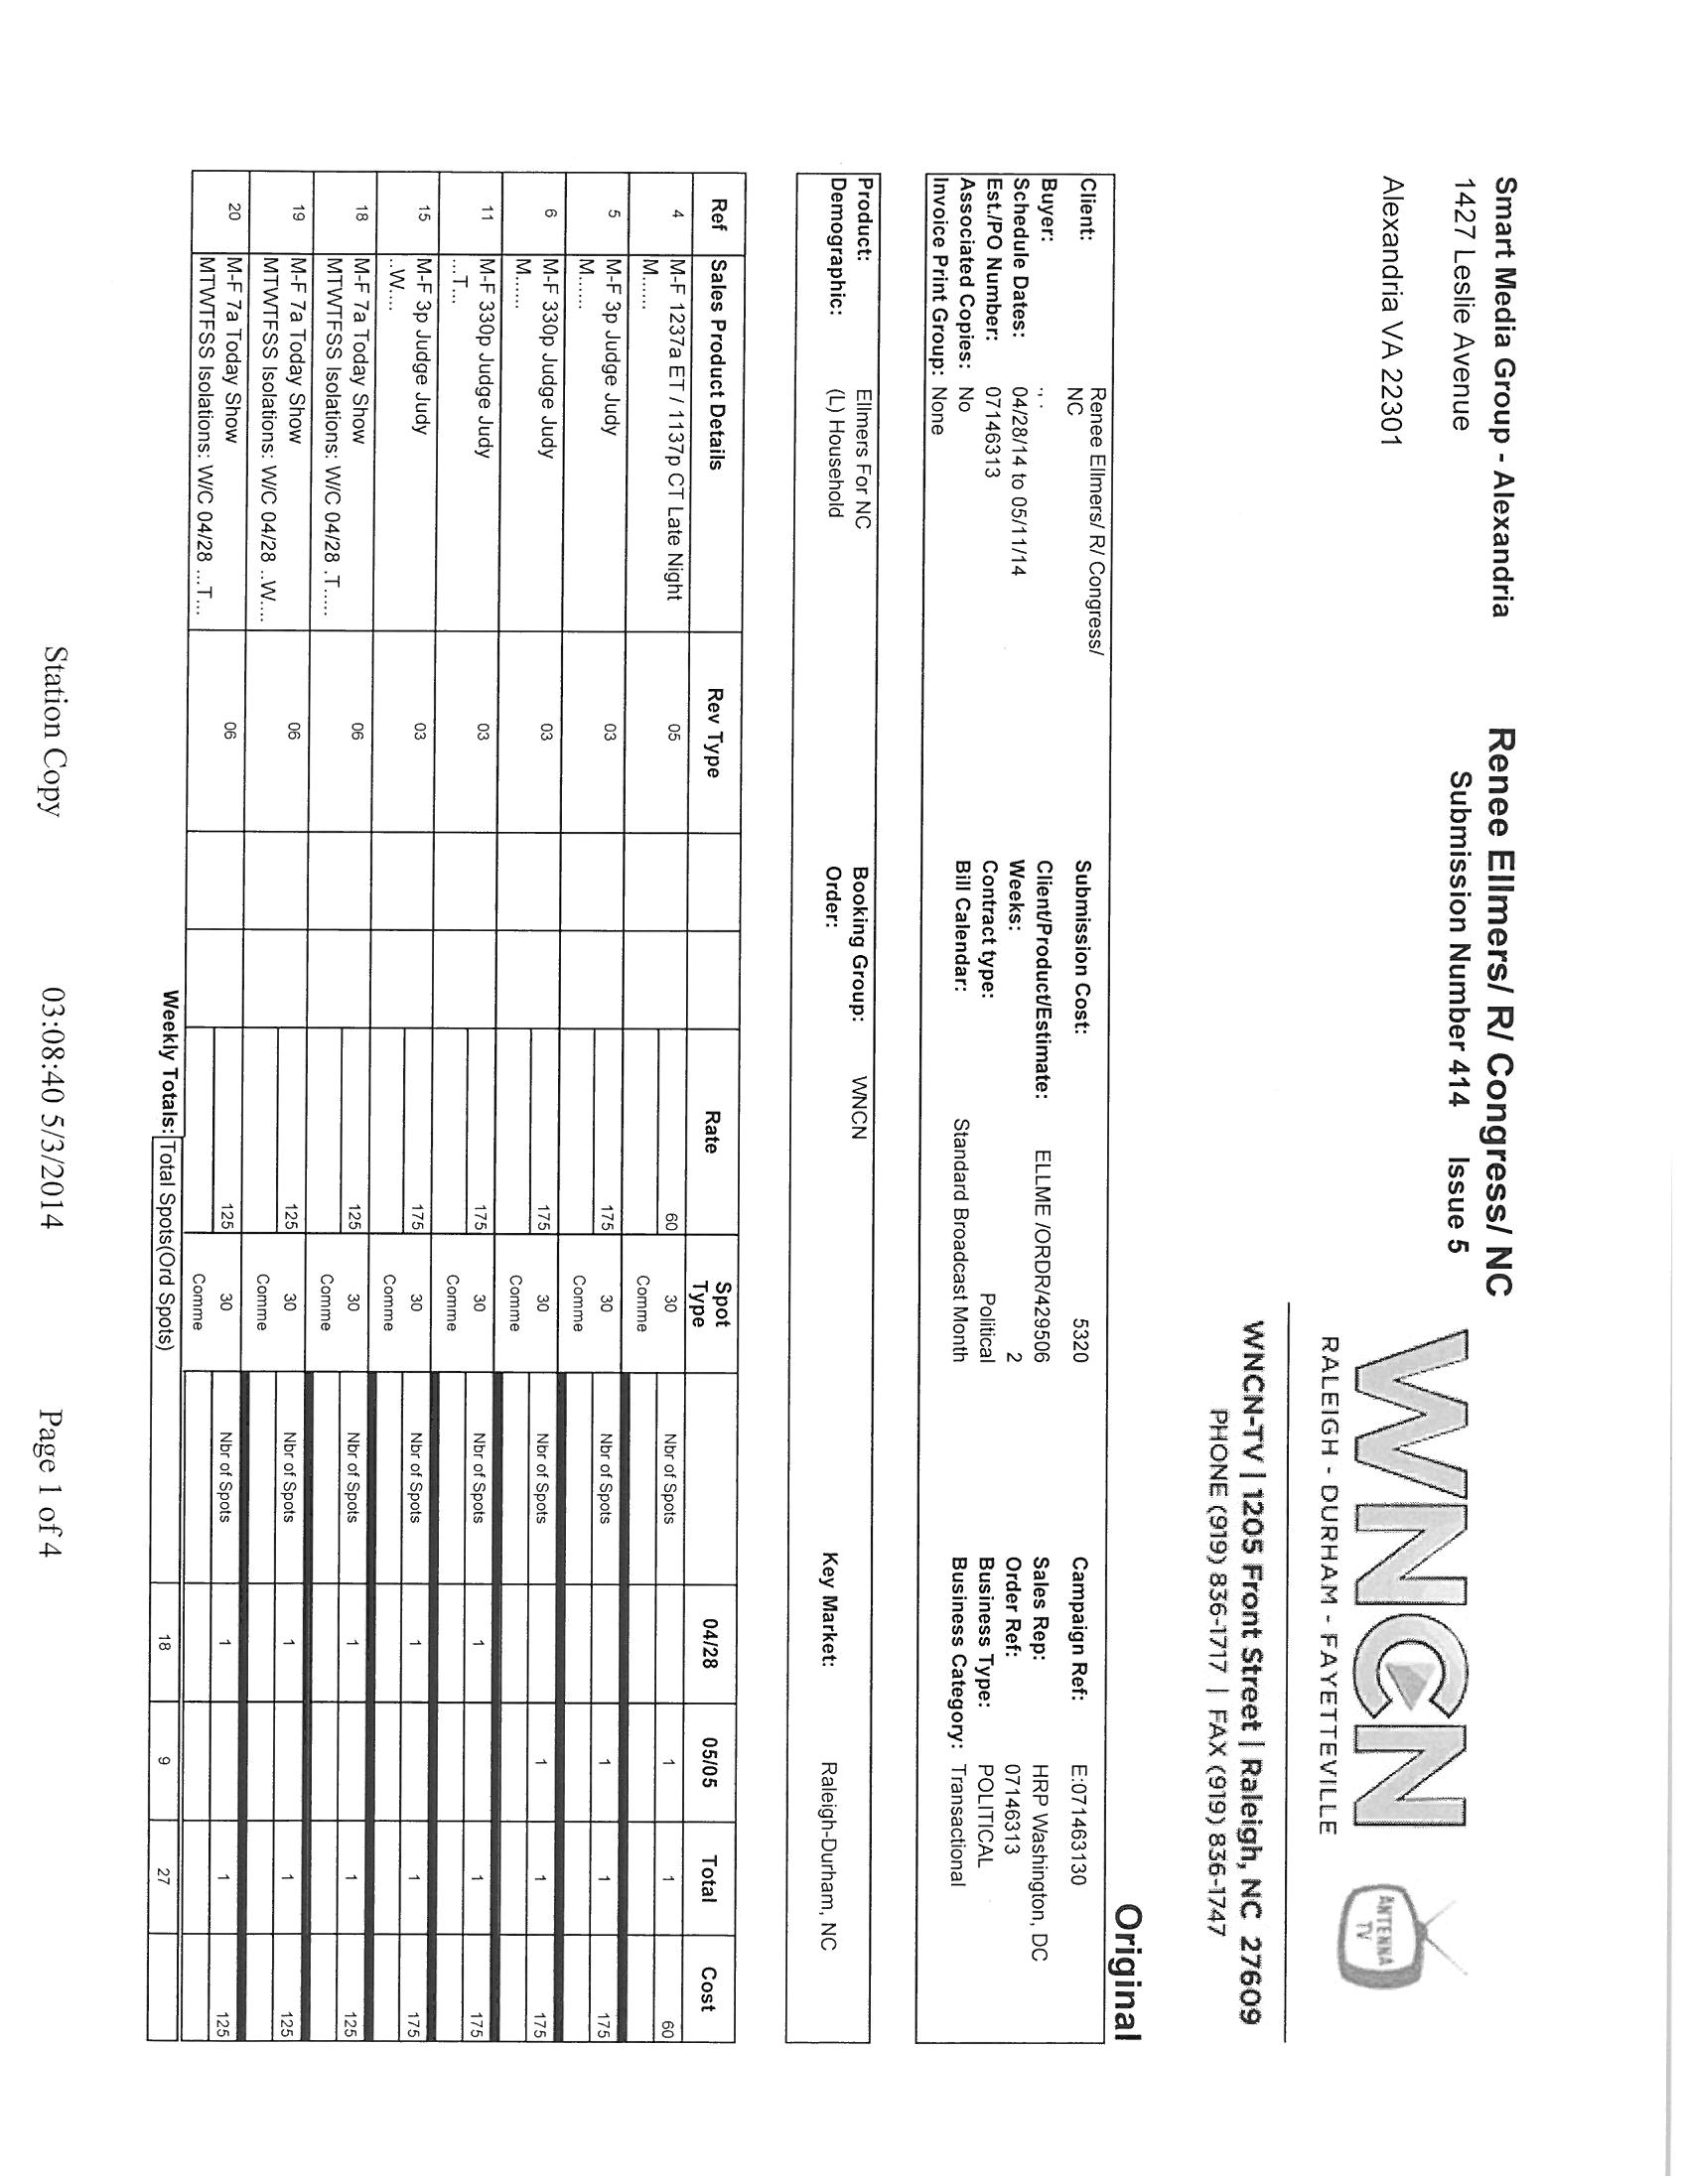 Smart Media Group - Alexandria
1427 Leslie Avenue
Alexandria VA 22301
Renee Ellmers/ R/ Congress/ NC
Submission Number 414 Issue 5
WNCN
ANTENNA TV
RALEIGH - DURHAM - FAYETTEVILLE
WNCN-TV | 1205 Front Street | Raleigh, NC 27609
PHONE (919) 836-1717 | FAX (919) 836-1747
Original
Client: Renee Ellmers/ R/ Congress/ NC
Buyer: , .
Schedule Dates: 04/28/14 to 05/11/14
Est./PO Number: 07146313
Associated Copies: No
Invoice Print Group: None
Submission Cost: 5320
Client/Product/Estimate: ELLME /ORDR/429506
Weeks: 2
Contract type: Political
Bill Calendar: Standard Broadcast Month
Campaign Ref: E:071463130
Sales Rep: HRP Washington, DC
Order Ref: 07146313
Business Type: POLITICAL
Business Category: Transactional
Product: Ellmers For NC
Demographic: (L) Household
Booking Group: WNCN
Order:
Key Market: Raleigh-Durham, NC
Ref Sales Product Details Rev Type Rate Spot Type 04/28 05/05 Total Cost
4 M-F 1237a ET / 1137p CT Late Night 05 60 30 Nbr of Spots 1 1 60
M...... Comme
5 M-F 3p Judge Judy 03 175 30 Nbr of Spots 1 1 175
M...... Comme
6 M-F 330p Judge Judy 03 175 30 Nbr of Spots 1 1 175
M...... Comme
11 M-F 330p Judge Judy 03 175 30 Nbr of Spots 1 1 175
...T... Comme
15 M-F 3p Judge Judy 03 175 30 Nbr of Spots 1 1 175
..W.... Comme
18 M-F 7a Today Show 06 125 30 Nbr of Spots 1 1 125
MTWTFSS Isolations: W/C 04/28 .T..... Comme
19 M-F 7a Today Show 06 125 30 Nbr of Spots 1 1 125
MTWTFSS Isolations: W/C 04/28 ..W.... Comme
20 M-F 7a Today Show 06 125 30 Nbr of Spots 1 1 125
MTWTFSS Isolations: W/C 04/28 ...T... Comme
Weekly Totals: Total Spots(Ord Spots) 18 9 27
Station Copy 03:08:40 5/3/2014 Page 1 of 4